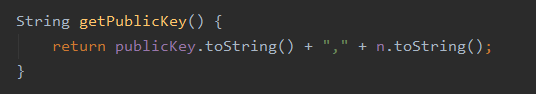 String getPublicKey() {
    return publicKey.toString() + "," + n.toString();
}